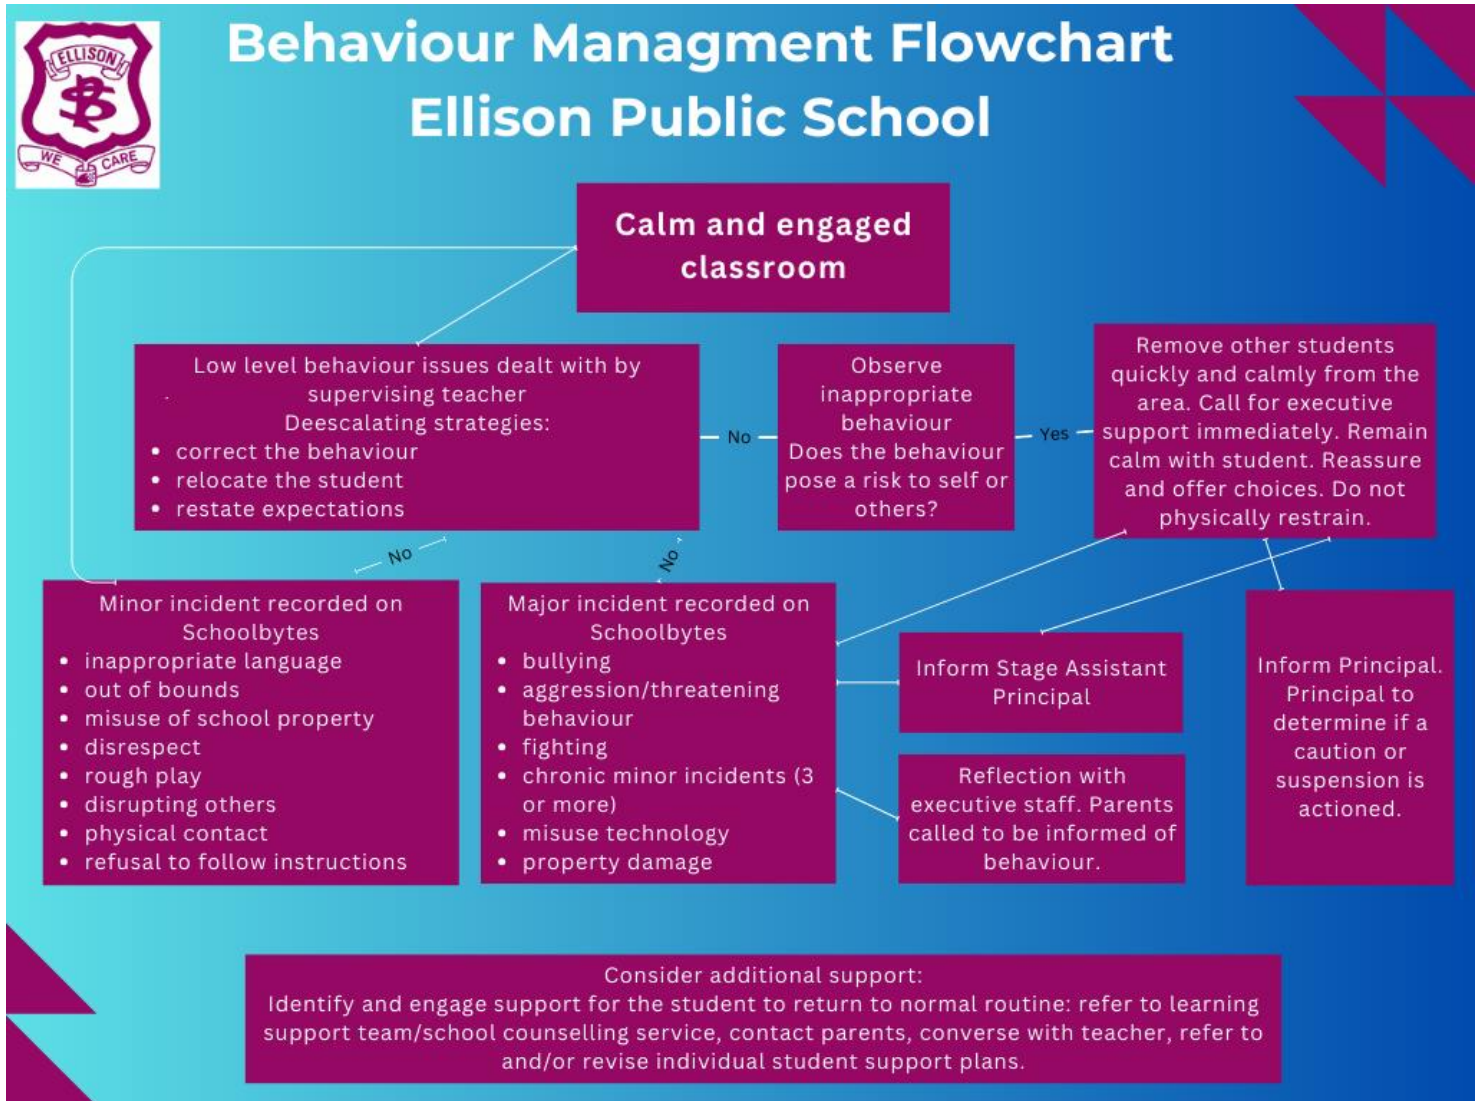 ELLISON
WE CARE
Behaviour Managment Flowchart
Ellison Public School
Calm and engaged
classroom
Low level behaviour issues dealt with by
supervising teacher
Deescalating strategies:
• correct the behaviour
• relocate the student
• restate expectations
No
Observe
inappropriate
behaviour
Does the behaviour
pose a risk to self or
others?
Yes
Remove other students
quickly and calmly from the
area. Call for executive
support immediately. Remain
calm with student. Reassure
and offer choices. Do not
physically restrain.
No
No
Minor incident recorded on
Schoolbytes
• inappropriate language
• out of bounds
• misuse of school property
• disrespect
• rough play
• disrupting others
• physical contact
• refusal to follow instructions
Major incident recorded on
Schoolbytes
• bullying
• aggression/threatening
behaviour
• fighting
• chronic minor incidents (3
or more)
• misuse technology
• property damage
Inform Stage Assistant
Principal
Reflection with
executive staff. Parents
called to be informed of
behaviour.
Inform Principal.
Principal to
determine if a
caution or
suspension is
actioned.
Consider additional support:
Identify and engage support for the student to return to normal routine: refer to learning
support team/school counselling service, contact parents, converse with teacher, refer to
and/or revise individual student support plans.